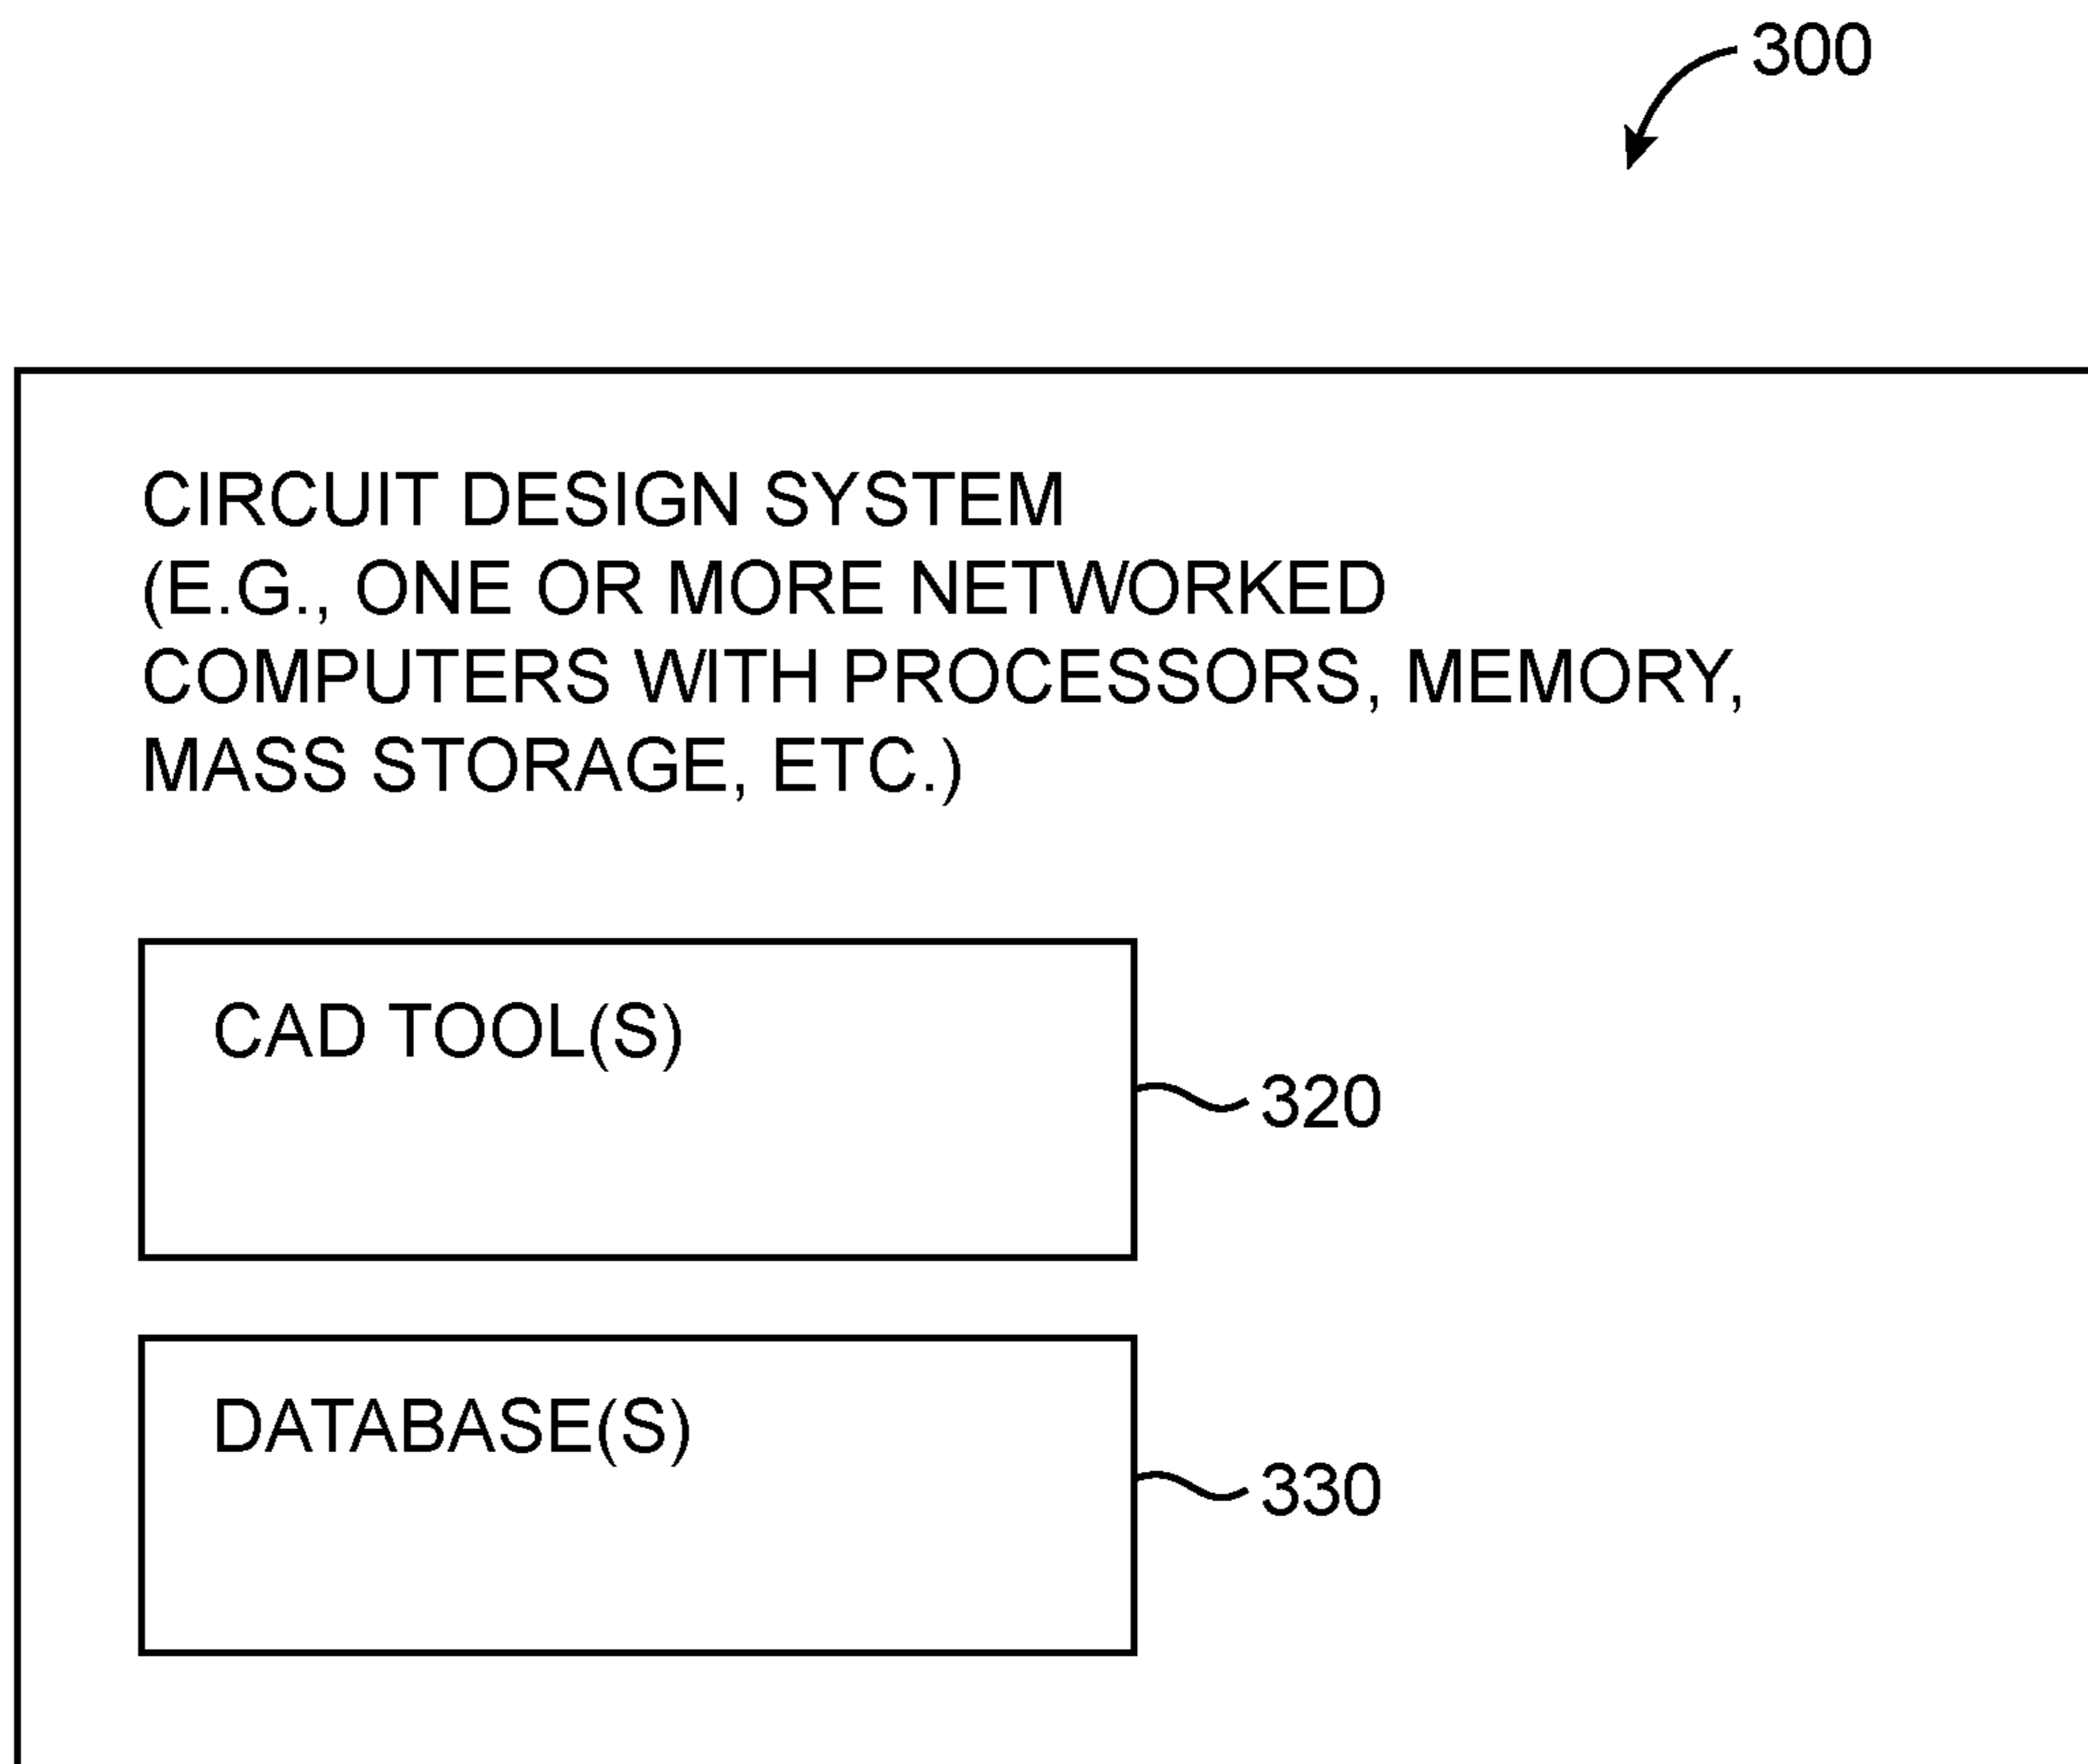 300
CIRCUIT DESIGN SYSTEM
(E.G., ONE OR MORE NETWORKED
COMPUTERS WITH PROCESSORS, MEMORY,
MASS STORAGE, ETC.)
CAD TOOL(S)
320
DATABASE(S)
330